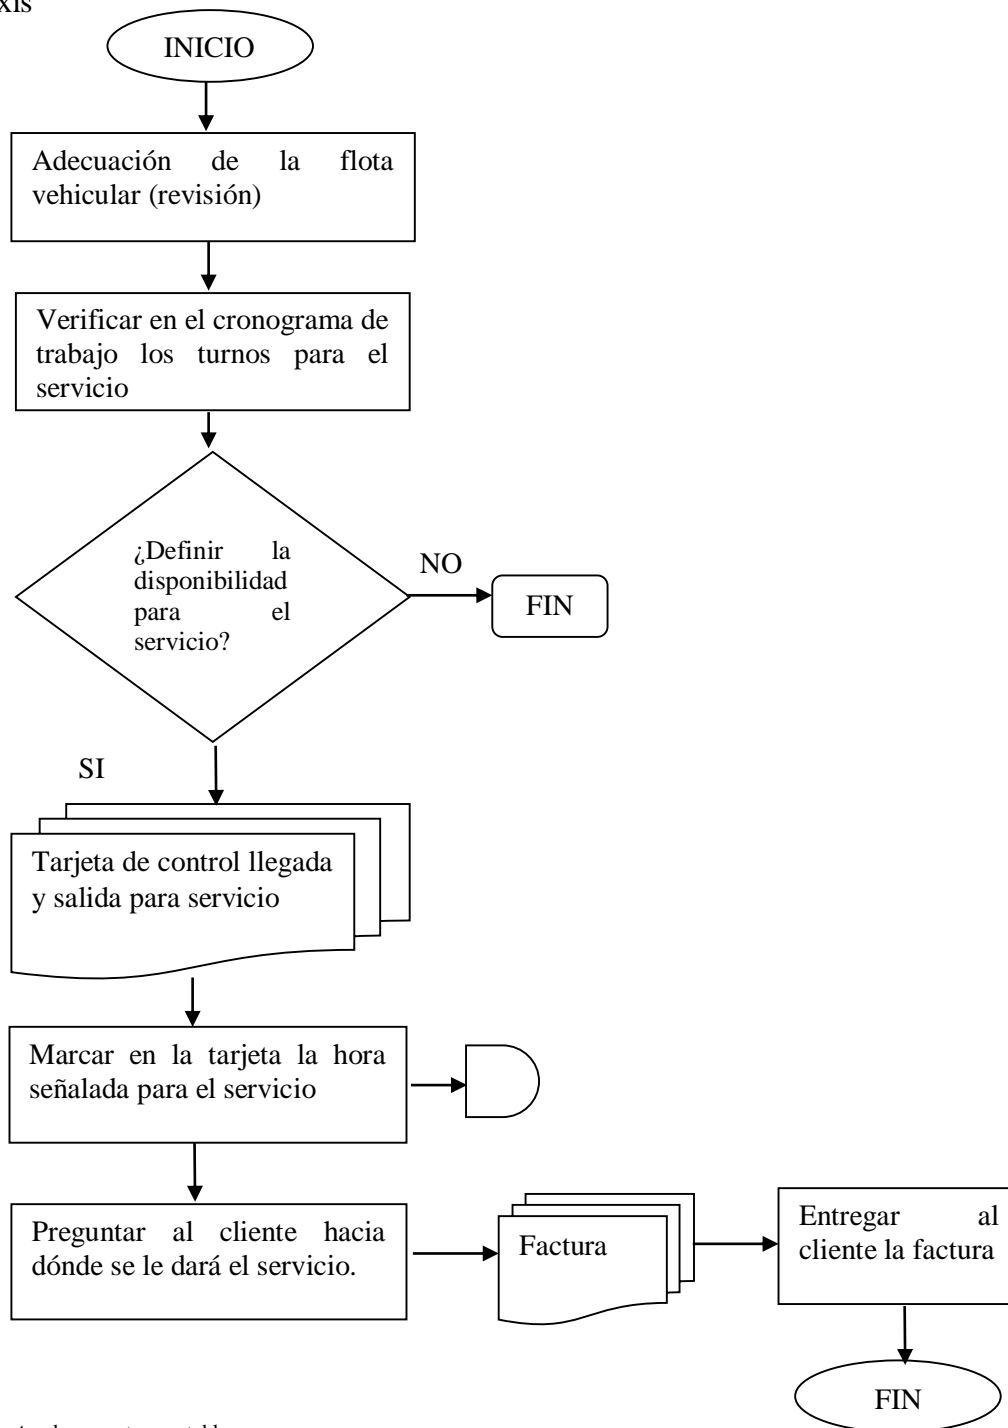 INICIO
Adecuación de la flota
vehicular (revisión)
Verificar en el cronograma de
trabajo los turnos para el
servicio
¿Definir la
disponibilidad
para el
servicio?
NO
FIN
SI
Tarjeta de control llegada
y salida para servicio
Marcar en la tarjeta la hora
señalada para el servicio
Preguntar al cliente hacia
dónde se le dará el servicio.
Factura
Entregar al
cliente la factura
FIN